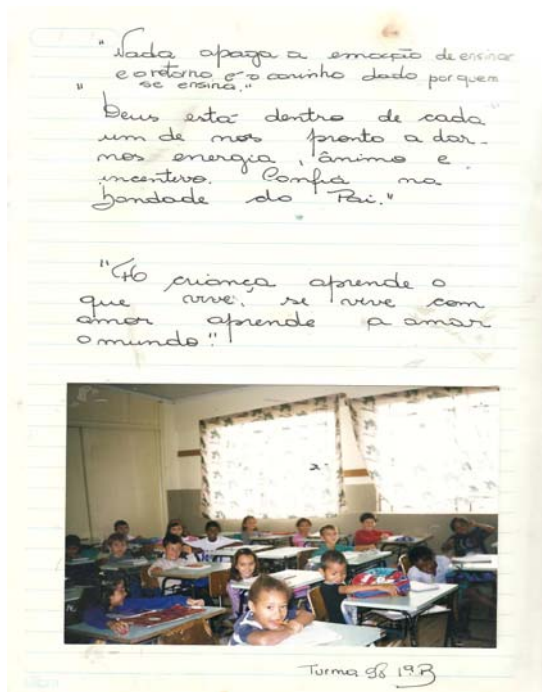 "Nada apaga a emoção de ensinar
e o retorno é o carinho dado por quem
se ensina."
"Deus está dentro de cada
um de nos pronto a dar-
nos energia, ânimo e
incentivo. Confia na
bondade do Pai."
"A criança aprende o
que vive, se vive com
amor aprende a amar
o mundo".
Turma 98 1ª B